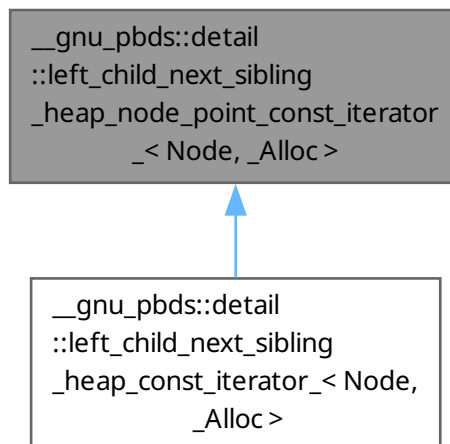 __gnu_pbds::detail
::left_child_next_sibling
_heap_node_point_const_iterator
_< Node, _Alloc >
__gnu_pbds::detail
::left_child_next_sibling
_heap_const_iterator_< Node,
_Alloc >